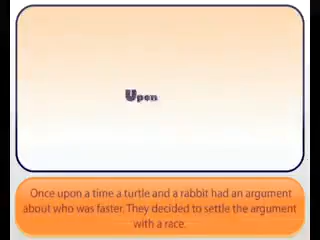 Upon
Once upon a time a turtle and a rabbit had an argument
about who was faster. They decided to settle the argument
with a race.